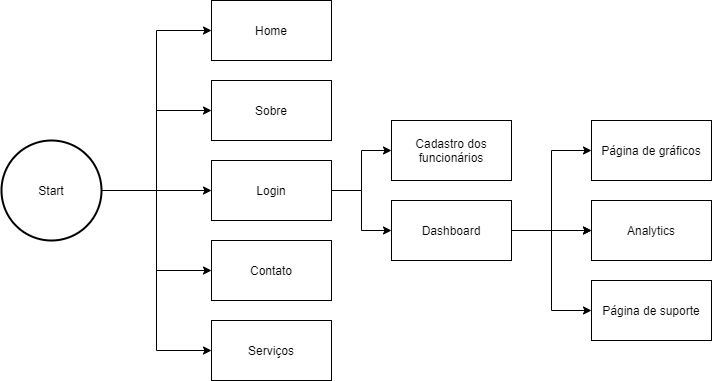 Home
Sobre
Start
Login
Contato
Serviços
Cadastro dos
funcionários
Dashboard
Página de gráficos
Analytics
Página de suporte